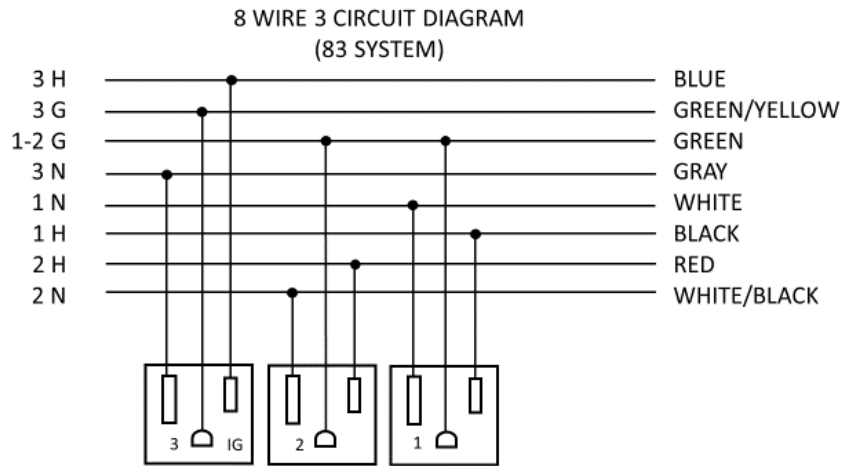 8 WIRE 3 CIRCUIT DIAGRAM
(83 SYSTEM)
3 H BLUE
3 G GREEN/YELLOW
1-2 G GREEN
3 N GRAY
1 N WHITE
1 H BLACK
2 H RED
2 N WHITE/BLACK
3 IG 2 1